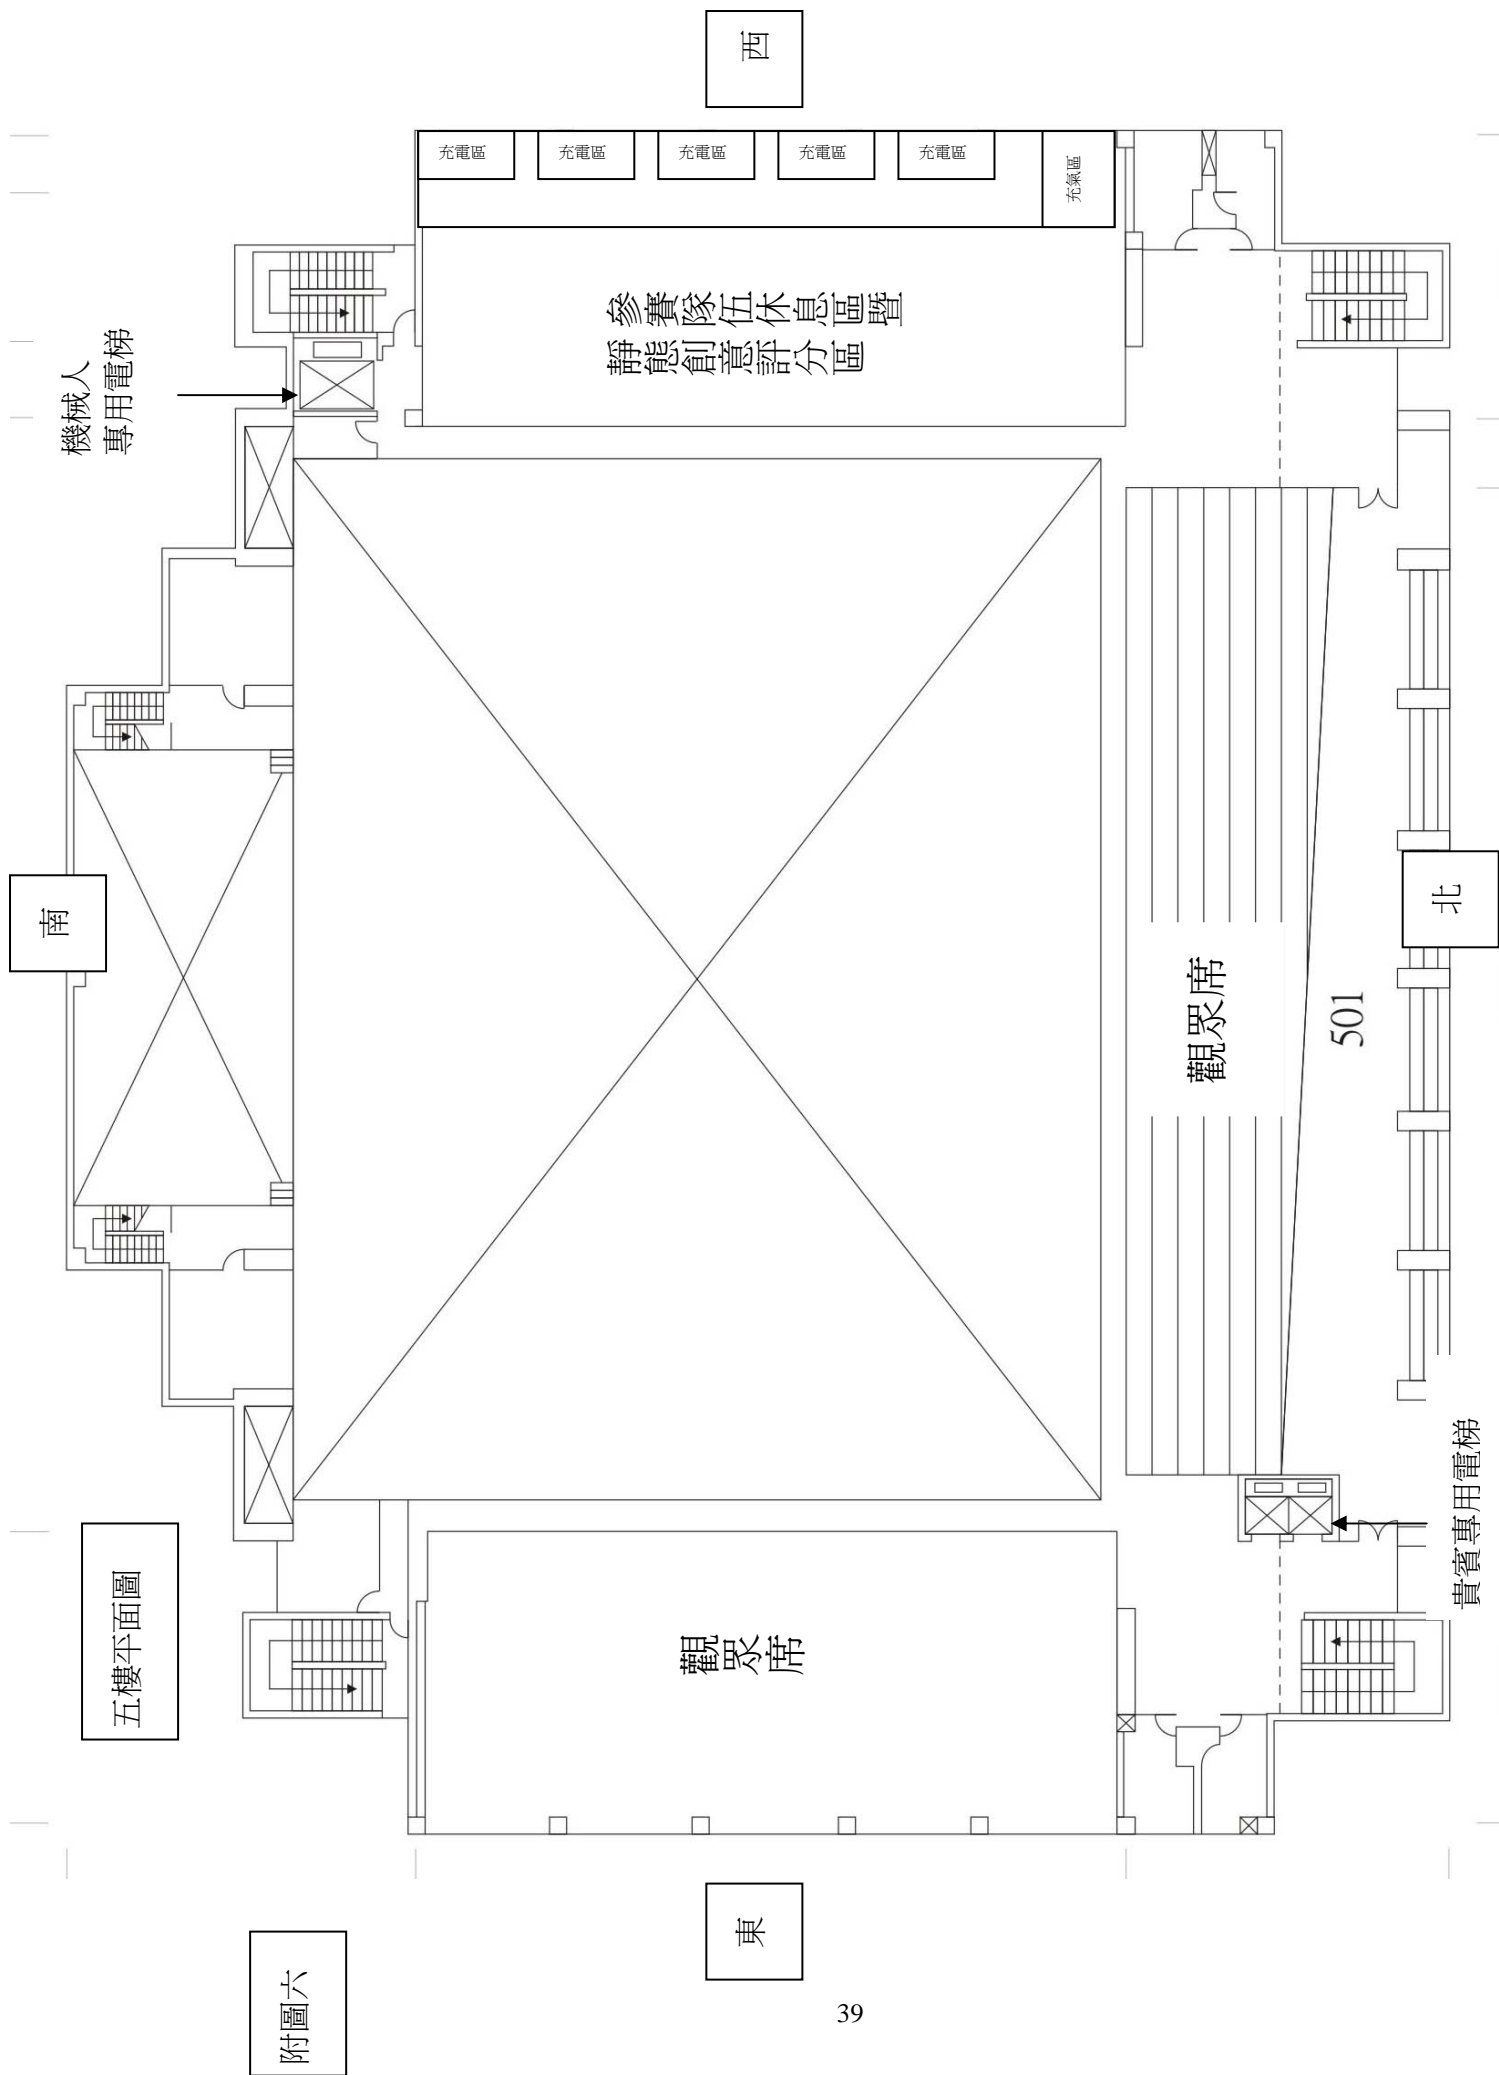 西
充電區
充電區
充電區
充電區
充電區
充氣區
參賽隊伍休息區暨
靜態創意評分區
機械人
專用電梯
南
北
觀眾席
501
貴賓專用電梯
五樓平面圖
觀眾席
東
附圖六
39